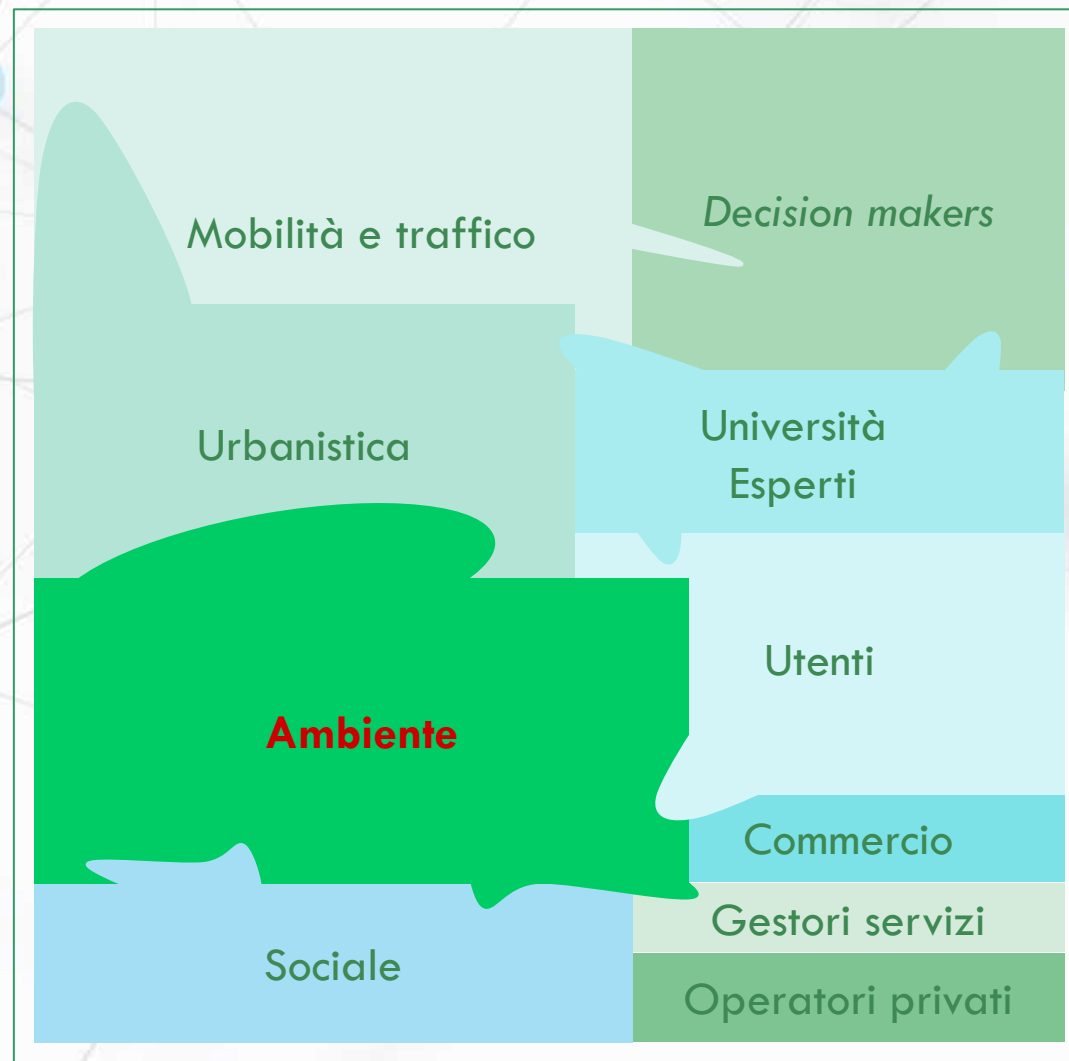 Mobilità e traffico
Decision makers
Urbanistica
Università
Esperti
Utenti
Ambiente
Commercio
Gestori servizi
Sociale
Operatori privati